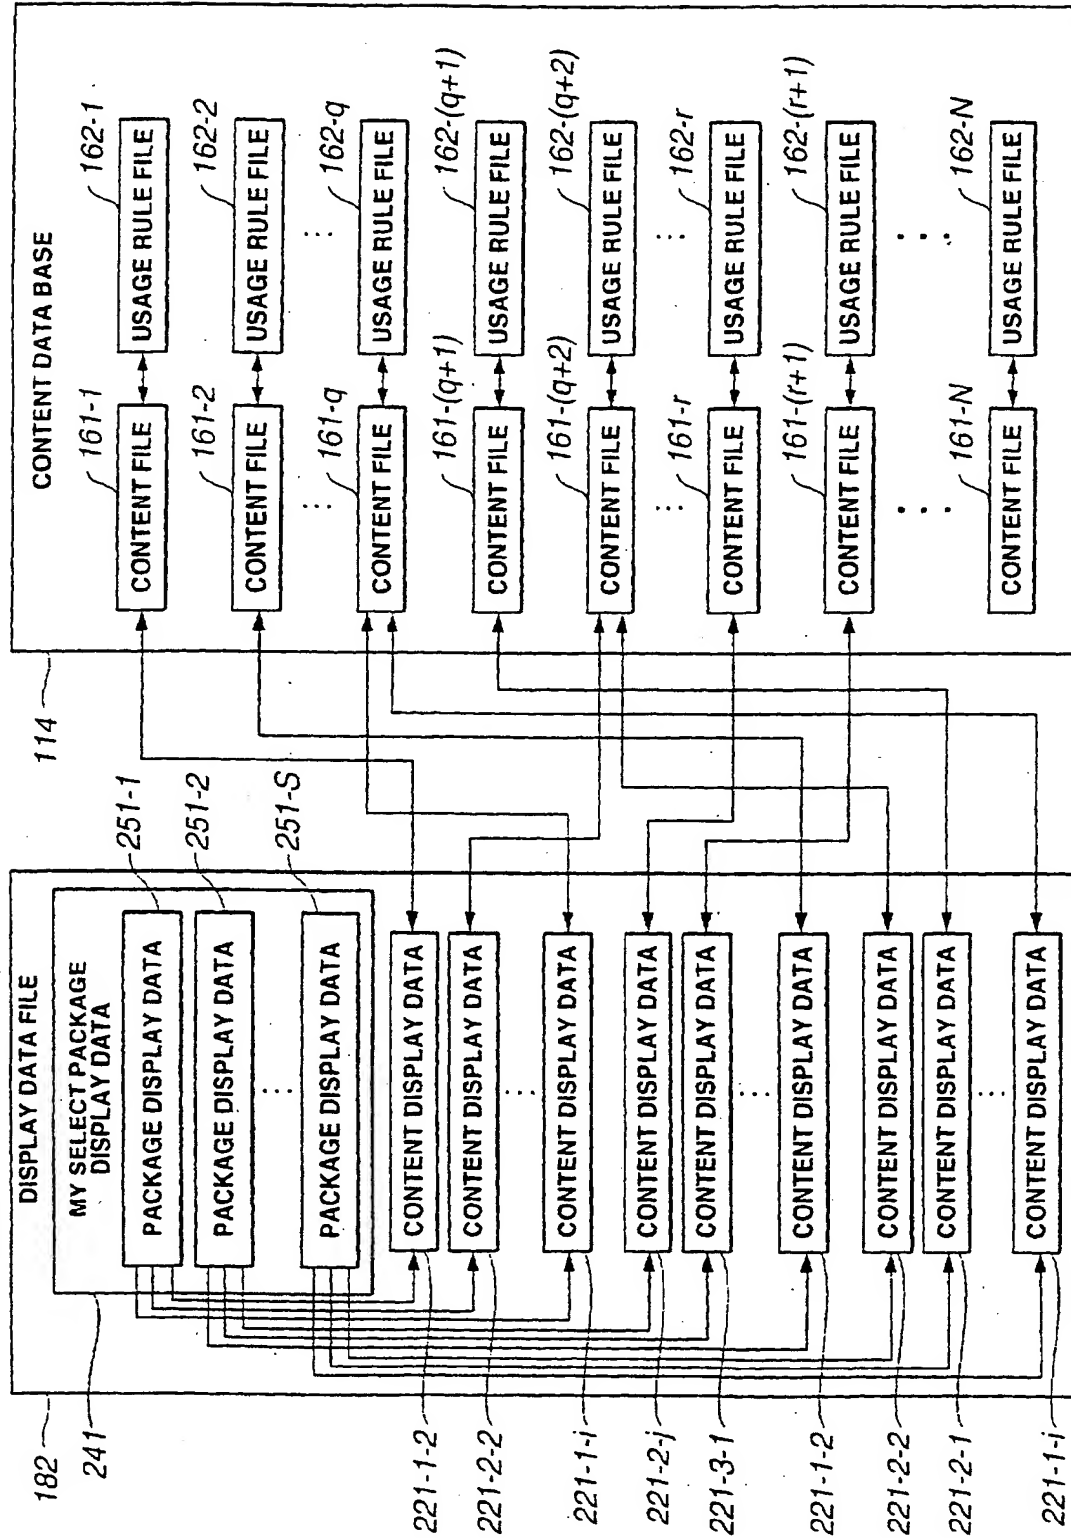 DISPLAY DATA FILE
MY SELECT PACKAGE
DISPLAY DATA
PACKAGE DISPLAY DATA
PACKAGE DISPLAY DATA
...
PACKAGE DISPLAY DATA
CONTENT DISPLAY DATA
CONTENT DISPLAY DATA
...
CONTENT DISPLAY DATA
CONTENT DISPLAY DATA
CONTENT DISPLAY DATA
...
CONTENT DISPLAY DATA
CONTENT DISPLAY DATA
CONTENT DISPLAY DATA
...
CONTENT DISPLAY DATA
182
241
251-1
251-2
251-S
221-1-2
221-2-2
221-1-i
221-2-j
221-3-1
221-1-2
221-2-2
221-2-1
221-1-i
114
CONTENT DATA BASE
161-1
162-1
CONTENT FILE
USAGE RULE FILE
161-2
162-2
CONTENT FILE
USAGE RULE FILE
...
...
161-q
162-q
CONTENT FILE
USAGE RULE FILE
161-(q+1)
162-(q+1)
CONTENT FILE
USAGE RULE FILE
161-(q+2)
162-(q+2)
CONTENT FILE
USAGE RULE FILE
...
...
161-r
162-r
CONTENT FILE
USAGE RULE FILE
161-(r+1)
162-(r+1)
CONTENT FILE
USAGE RULE FILE
...
...
161-N
162-N
CONTENT FILE
USAGE RULE FILE